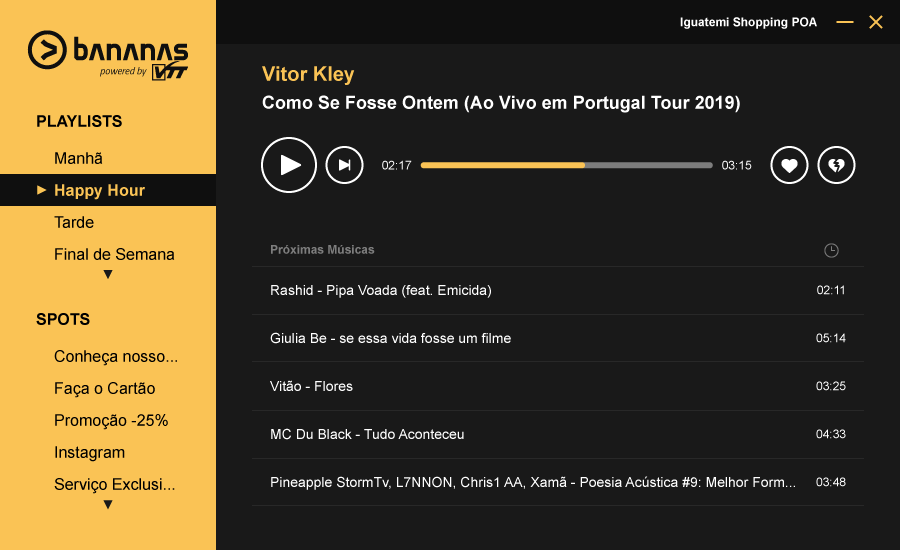 bananas
powered by VTT
PLAYLISTS
Manhã
Happy Hour
Tarde
Final de Semana
SPOTS
Conheça nosso...
Faça o Cartão
Promoção -25%
Instagram
Serviço Exclusi...
Iguatemi Shopping POA
Vitor Kley
Como Se Fosse Ontem (Ao Vivo em Portugal Tour 2019)
02:17 03:15
Próximas Músicas
Rashid - Pipa Voada (feat. Emicida) 02:11
Giulia Be - se essa vida fosse um filme 05:14
Vitão - Flores 03:25
MC Du Black - Tudo Aconteceu 04:33
Pineapple StormTv, L7NNON, Chris1 AA, Xamã - Poesia Acústica #9: Melhor Form... 03:48